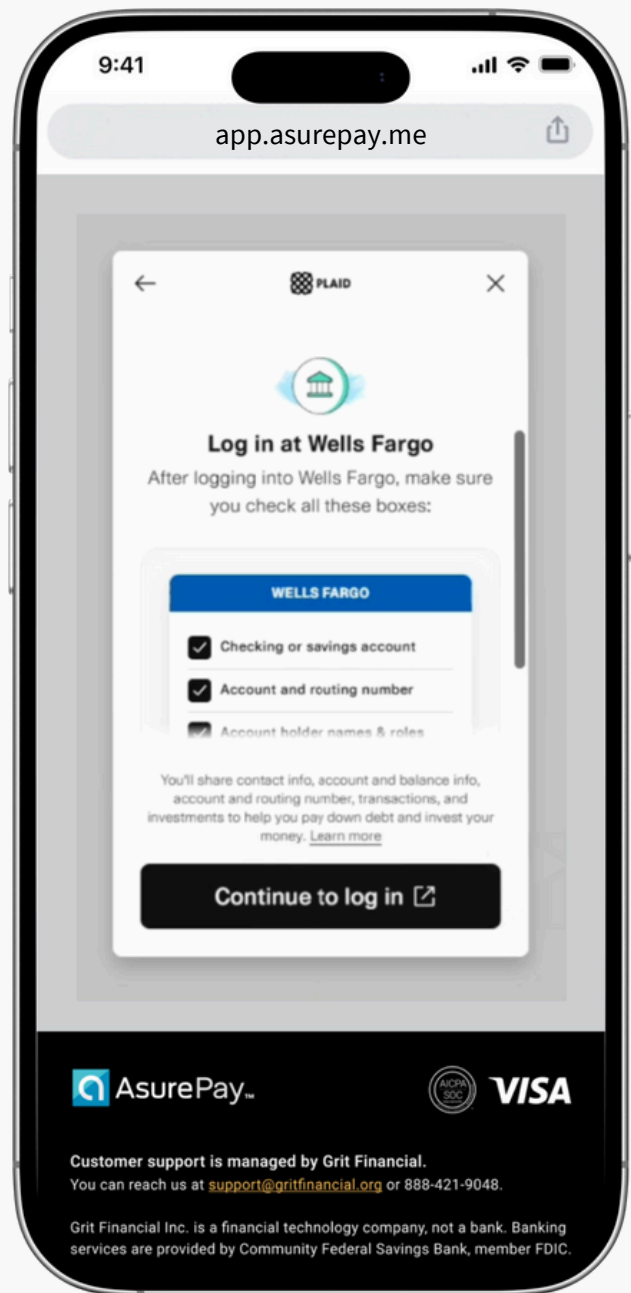 9:41
app.asurepay.me
PLAID
Log in at Wells Fargo
After logging into Wells Fargo, make sure
you check all these boxes:
WELLS FARGO
Checking or savings account
Account and routing number
Account holder names & roles
You'll share contact info, account and balance info,
account and routing number, transactions, and
investments to help you pay down debt and invest your
money. Learn more
Continue to log in
AsurePay™
AICPA
SOC
VISA
Customer support is managed by Grit Financial.
You can reach us at support@gritfinancial.org or 888-421-9048.
Grit Financial Inc. is a financial technology company, not a bank. Banking
services are provided by Community Federal Savings Bank, member FDIC.